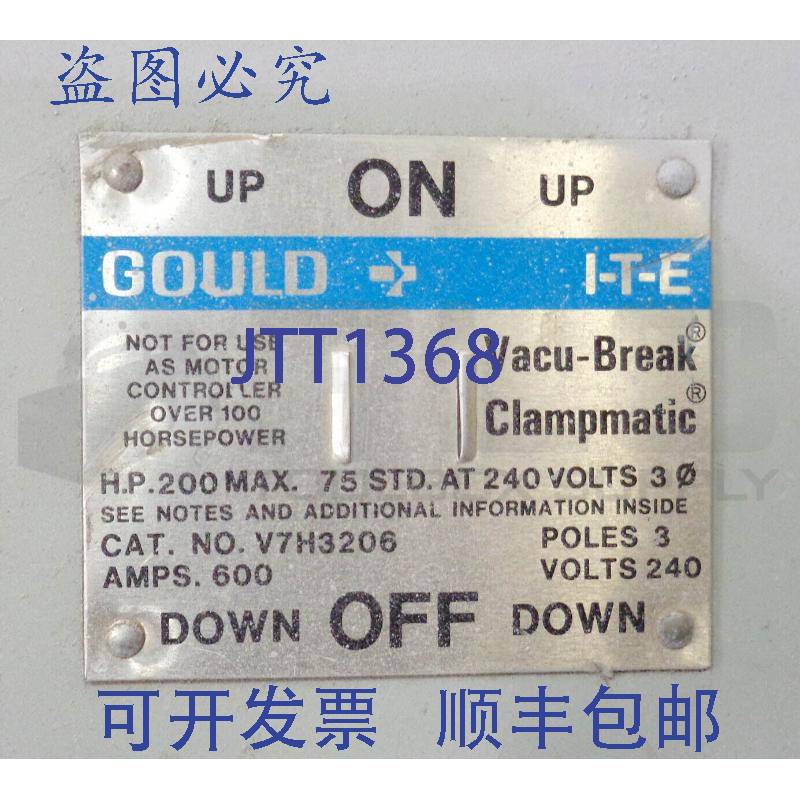 盗图必究
UP ON UP
GOULD I-T-E
NOT FOR USE
AS MOTOR
CONTROLLER
OVER 100
HORSEPOWER
JTT1368
Vacu-Break®
Clampmatic®
H.P. 200 MAX. 75 STD. AT 240 VOLTS 3 Ø
SEE NOTES AND ADDITIONAL INFORMATION INSIDE
CAT. NO. V7H3206 POLES 3
AMPS. 600 VOLTS 240
DOWN OFF DOWN
可开发票 顺丰包邮